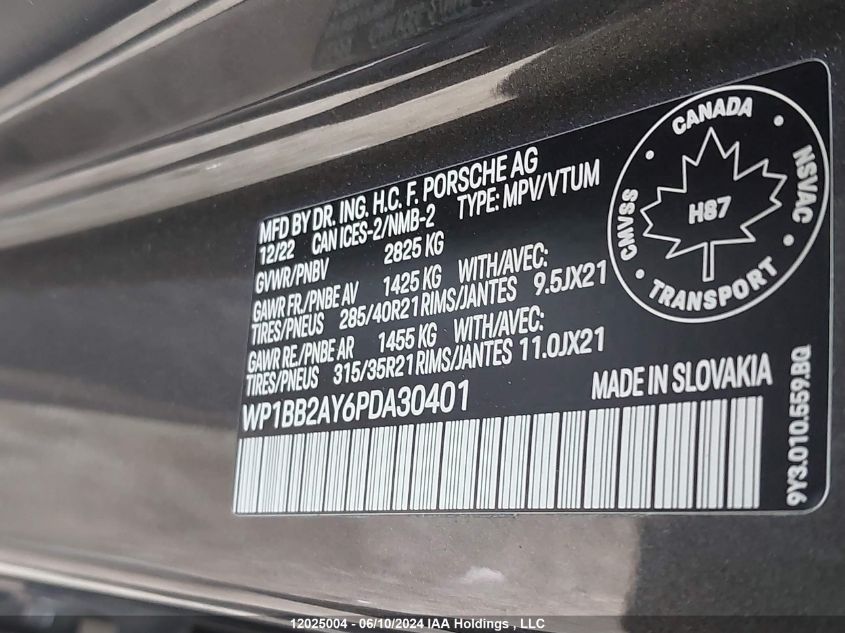 MFD BY DR. ING. H.C. F. PORSCHE AG
12/22 CAN ICES-2/NMB-2 TYPE: MPV/VTUM
GVWR/PNBV 2825 KG
GAWR FR./PNBE AV 1425 KG WITH/AVEC:
TIRES/PNEUS 285/40R21 RIMS/JANTES 9.5JX21
GAWR RE./PNBE AR 1455 KG WITH/AVEC:
TIRES/PNEUS 315/35R21 RIMS/JANTES 11.0JX21
WP1BB2AY6PDA30401 MADE IN SLOVAKIA
CANADA
CMVSS
NSVAC
H87
TRANSPORT
9Y3.010.559.BQ
12025004 - 06/10/2024 IAA Holdings , LLC